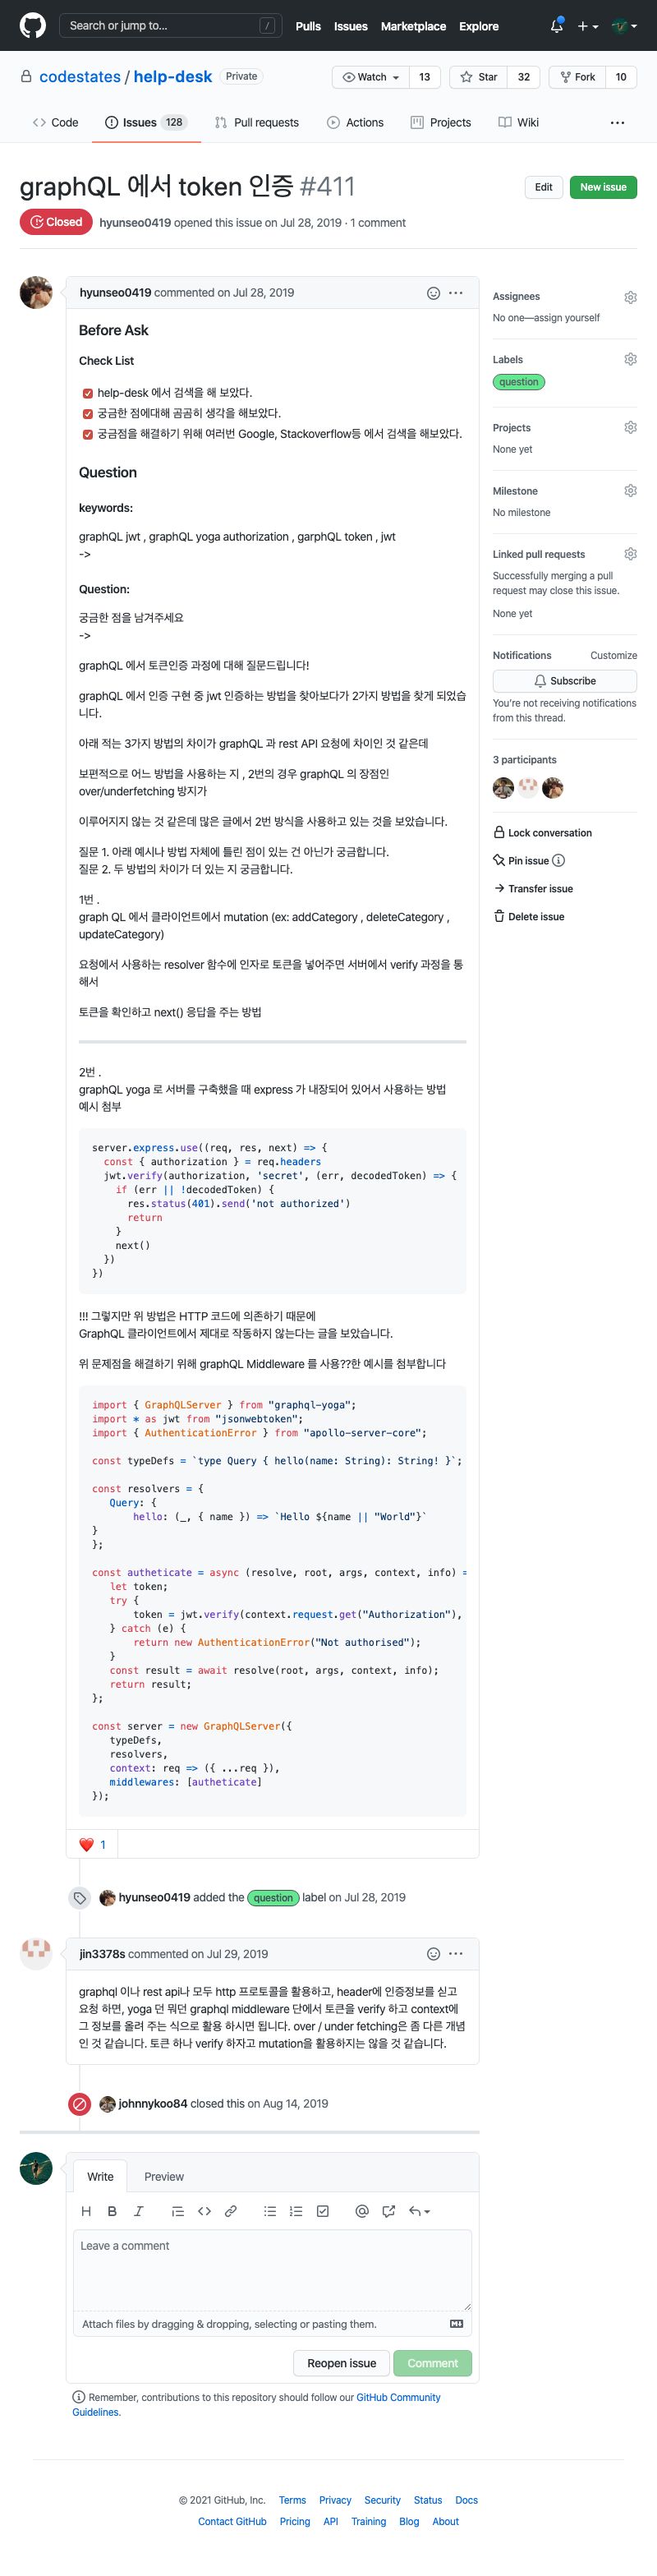 Search or jump to...
/
Pulls Issues Marketplace Explore
codestates / help-desk Private
Watch 13 Star 32 Fork 10
Code Issues 128 Pull requests Actions Projects Wiki ...
graphQL 에서 token 인증 #411
Edit New issue
Closed hyunseo0419 opened this issue on Jul 28, 2019 · 1 comment
hyunseo0419 commented on Jul 28, 2019
Before Ask
Check List
help-desk 에서 검색을 해 보았다.
궁금한 점에대해 곰곰히 생각을 해보았다.
궁금점을 해결하기 위해 여러번 Google, Stackoverflow등 에서 검색을 해보았다.
Question
keywords:
graphQL jwt , graphQL yoga authorization , garphQL token , jwt
->
Question:
궁금한 점을 남겨주세요
->
graphQL 에서 토큰인증 과정에 대해 질문드립니다!
graphQL 에서 인증 구현 중 jwt 인증하는 방법을 찾아보다가 2가지 방법을 찾게 되었습
니다.
아래 적는 3가지 방법의 차이가 graphQL 과 rest API 요청에 차이인 것 같은데
보편적으로 어느 방법을 사용하는 지 , 2번의 경우 graphQL 의 장점인
over/underfetching 방지가
이루어지지 않는 것 같은데 많은 글에서 2번 방식을 사용하고 있는 것을 보았습니다.
질문 1. 아래 예시나 방법 자체에 틀린 점이 있는 건 아닌가 궁금합니다.
질문 2. 두 방법의 차이가 더 있는 지 궁금합니다.
1번 .
graph QL 에서 클라이언트에서 mutation (ex: addCategory , deleteCategory ,
updateCategory)
요청에서 사용하는 resolver 함수에 인자로 토큰을 넣어주면 서버에서 verify 과정을 통
해서
토큰을 확인하고 next() 응답을 주는 방법
2번 .
graphQL yoga 로 서버를 구축했을 때 express 가 내장되어 있어서 사용하는 방법
예시 첨부
server.express.use((req, res, next) => {
const { authorization } = req.headers
jwt.verify(authorization, 'secret', (err, decodedToken) => {
if (err || !decodedToken) {
res.status(401).send('not authorized')
return
}
next()
})
})
!!! 그렇지만 위 방법은 HTTP 코드에 의존하기 때문에
GraphQL 클라이언트에서 제대로 작동하지 않는다는 글을 보았습니다.
위 문제점을 해결하기 위해 graphQL Middleware 를 사용??한 예시를 첨부합니다
import { GraphQLServer } from "graphql-yoga";
import * as jwt from "jsonwebtoken";
import { AuthenticationError } from "apollo-server-core";
const typeDefs = `type Query { hello(name: String): String! }`;
const resolvers = {
Query: {
hello: (_, { name }) => `Hello ${name || "World"}`
}
};
const autheticate = async (resolve, root, args, context, info) =
let token;
try {
token = jwt.verify(context.request.get("Authorization"),
} catch (e) {
return new AuthenticationError("Not authorised");
}
const result = await resolve(root, args, context, info);
return result;
};
const server = new GraphQLServer({
typeDefs,
resolvers,
context: req => ({ ...req }),
middlewares: [autheticate]
});
❤️ 1
hyunseo0419 added the question label on Jul 28, 2019
jin3378s commented on Jul 29, 2019
graphql 이나 rest api나 모두 http 프로토콜을 활용하고, header에 인증정보를 싣고
요청 하면, yoga 던 뭐던 graphql middleware 단에서 토큰을 verify 하고 context에
그 정보를 올려 주는 식으로 활용 하시면 됩니다. over / under fetching은 좀 다른 개념
인 것 같습니다. 토큰 하나 verify 하자고 mutation을 활용하지는 않을 것 같습니다.
johnnykoo84 closed this on Aug 14, 2019
Write Preview
Leave a comment
Attach files by dragging & dropping, selecting or pasting them.
Reopen issue Comment
Remember, contributions to this repository should follow our GitHub Community
Guidelines.
Assignees
No one—assign yourself
Labels
question
Projects
None yet
Milestone
No milestone
Linked pull requests
Successfully merging a pull
request may close this issue.
None yet
Notifications Customize
Subscribe
You're not receiving notifications
from this thread.
3 participants
Lock conversation
Pin issue
Transfer issue
Delete issue
© 2021 GitHub, Inc. Terms Privacy Security Status Docs
Contact GitHub Pricing API Training Blog About